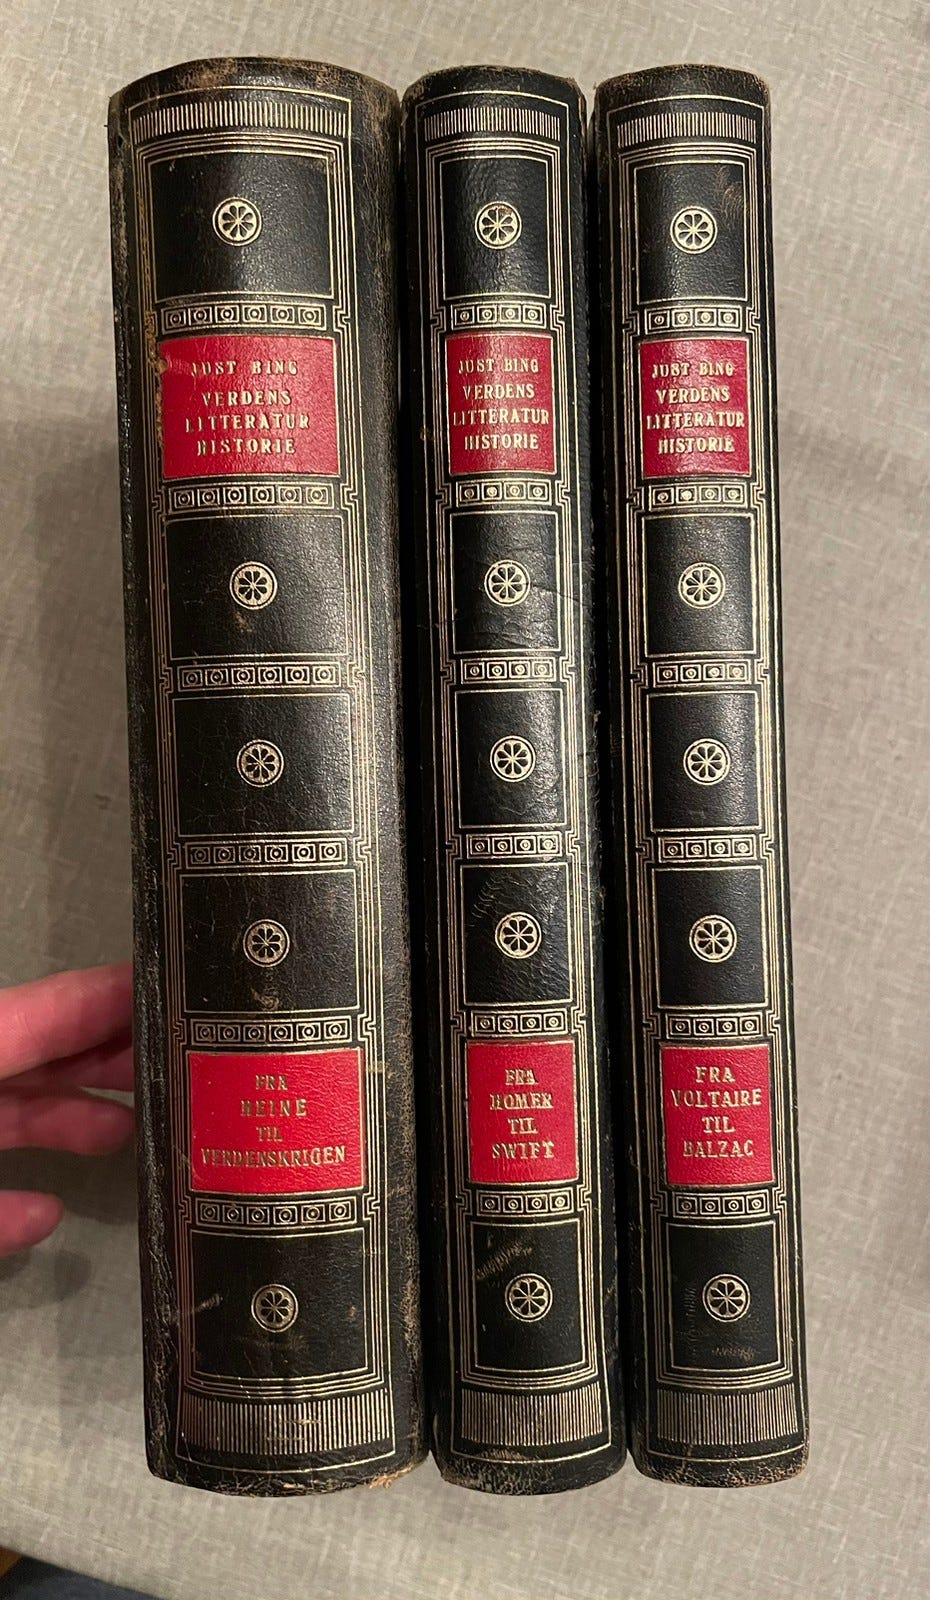 JUST BING
VERDENS
LITTERATUR
HISTORIE
FRA
HEINE
TIL
VERDENSKRIGEN
JUST BING
VERDENS
LITTERATUR
HISTORIE
FRA
HOMER
TIL
SWIFT
JUST BING
VERDENS
LITTERATUR
HISTORIE
FRA
VOLTAIRE
TIL
BALZAC